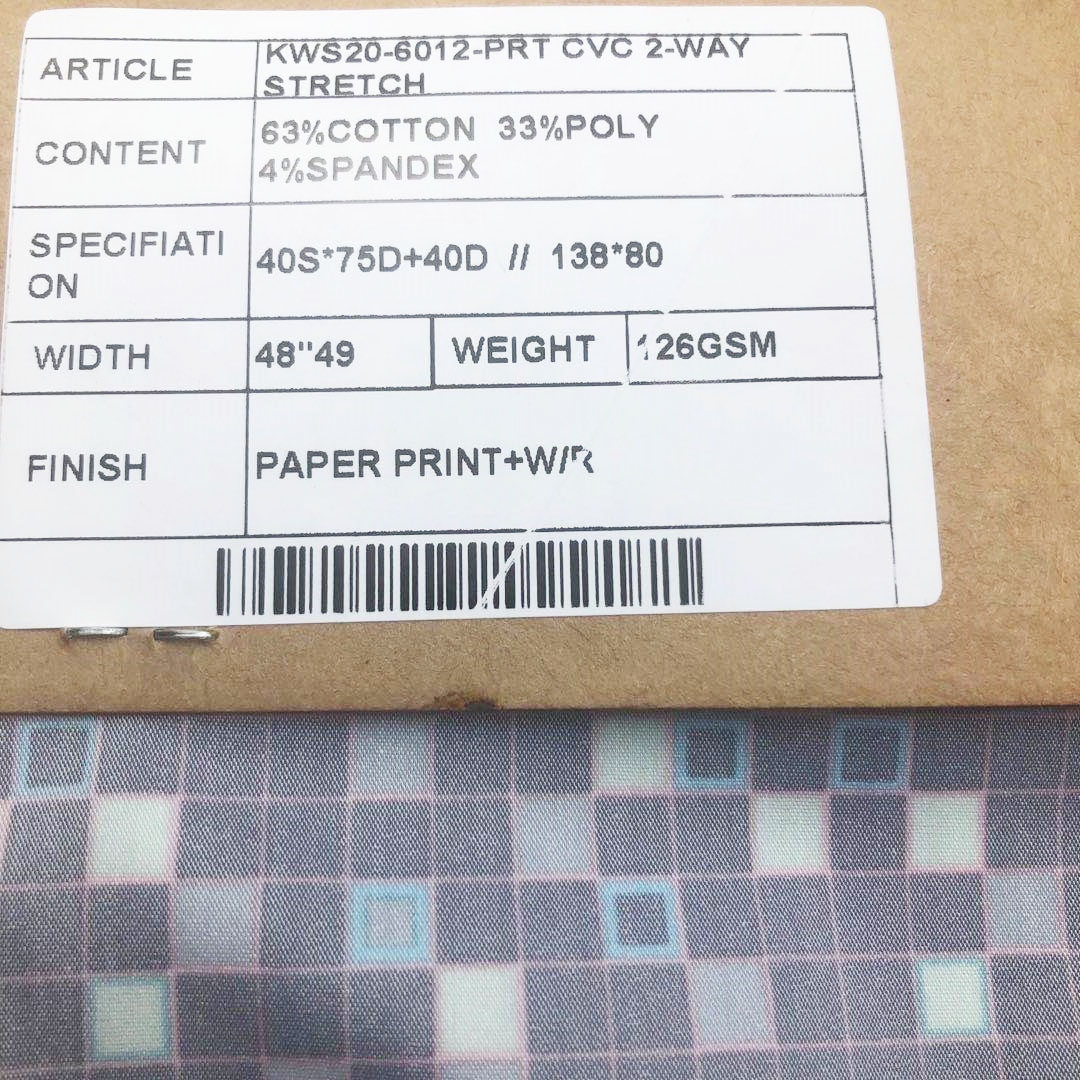 ARTICLE
KWS20-6012-PRT CVC 2-WAY
STRETCH
CONTENT
63%COTTON 33%POLY
4%SPANDEX
SPECIFIATI
ON
40S*75D+40D // 138*80
WIDTH
48"49
WEIGHT
126GSM
FINISH
PAPER PRINT+W/R